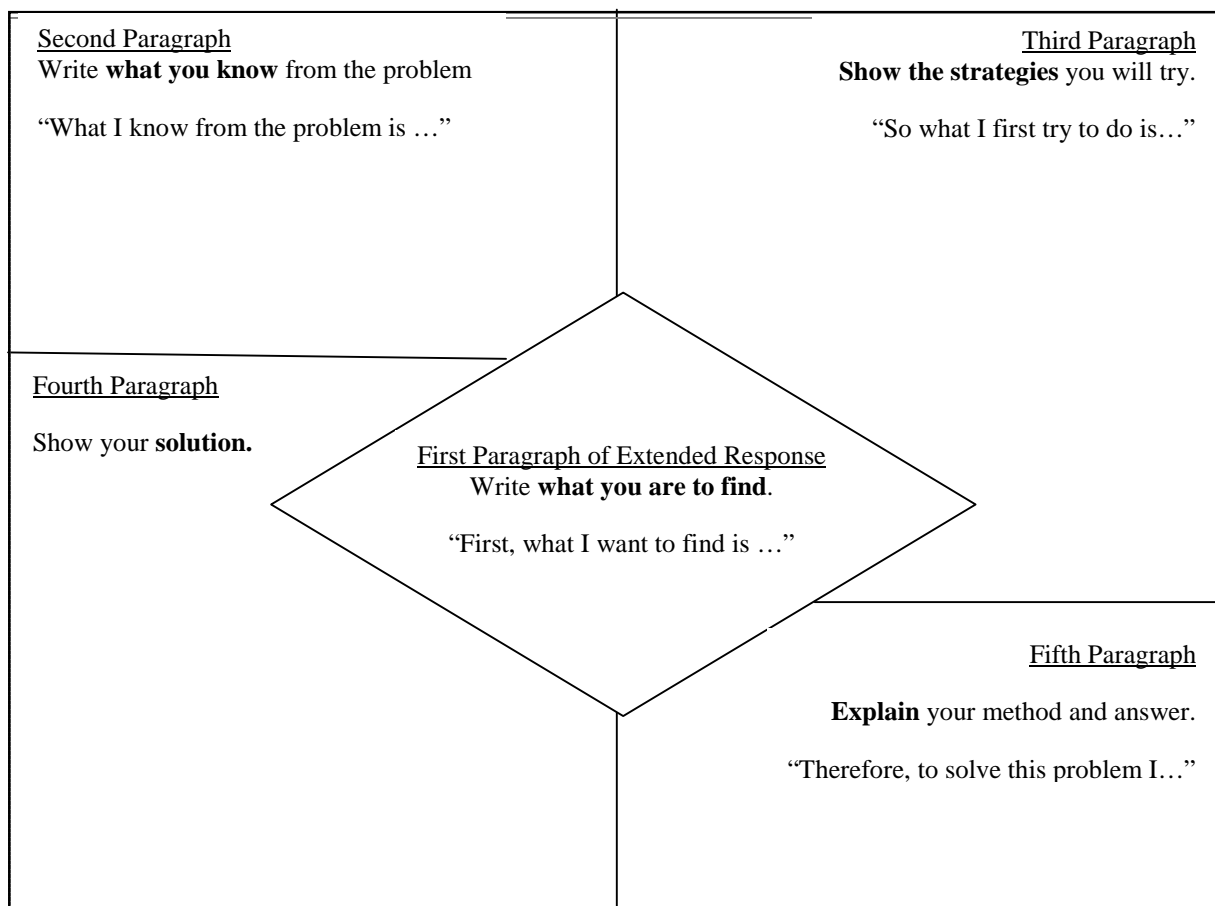 Second Paragraph
Write what you know from the problem
“What I know from the problem is …”
Third Paragraph
Show the strategies you will try.
“So what I first try to do is…”
Fourth Paragraph
Show your solution.
First Paragraph of Extended Response
Write what you are to find.
“First, what I want to find is …”
Fifth Paragraph
Explain your method and answer.
“Therefore, to solve this problem I…”